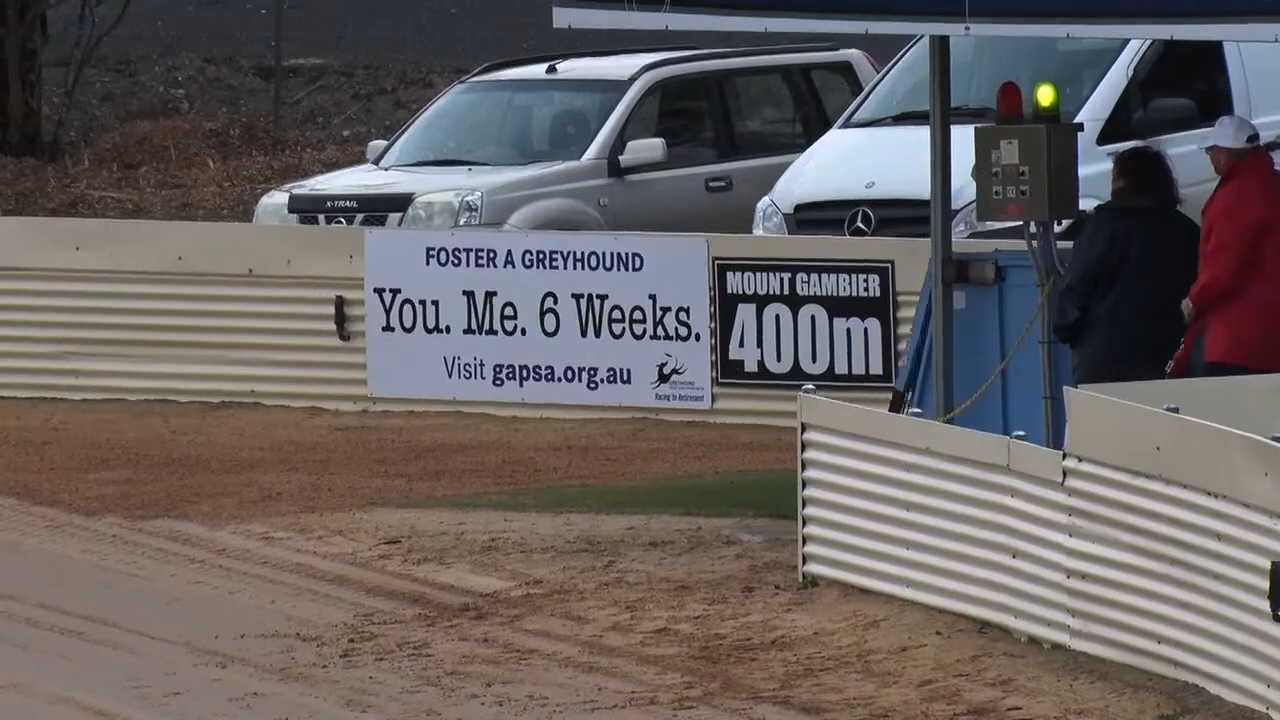 X-TRAIL
FOSTER A GREYHOUND
You. Me. 6 Weeks.
Visit gapsa.org.au
Racing to Retirement
MOUNT GAMBIER
400m